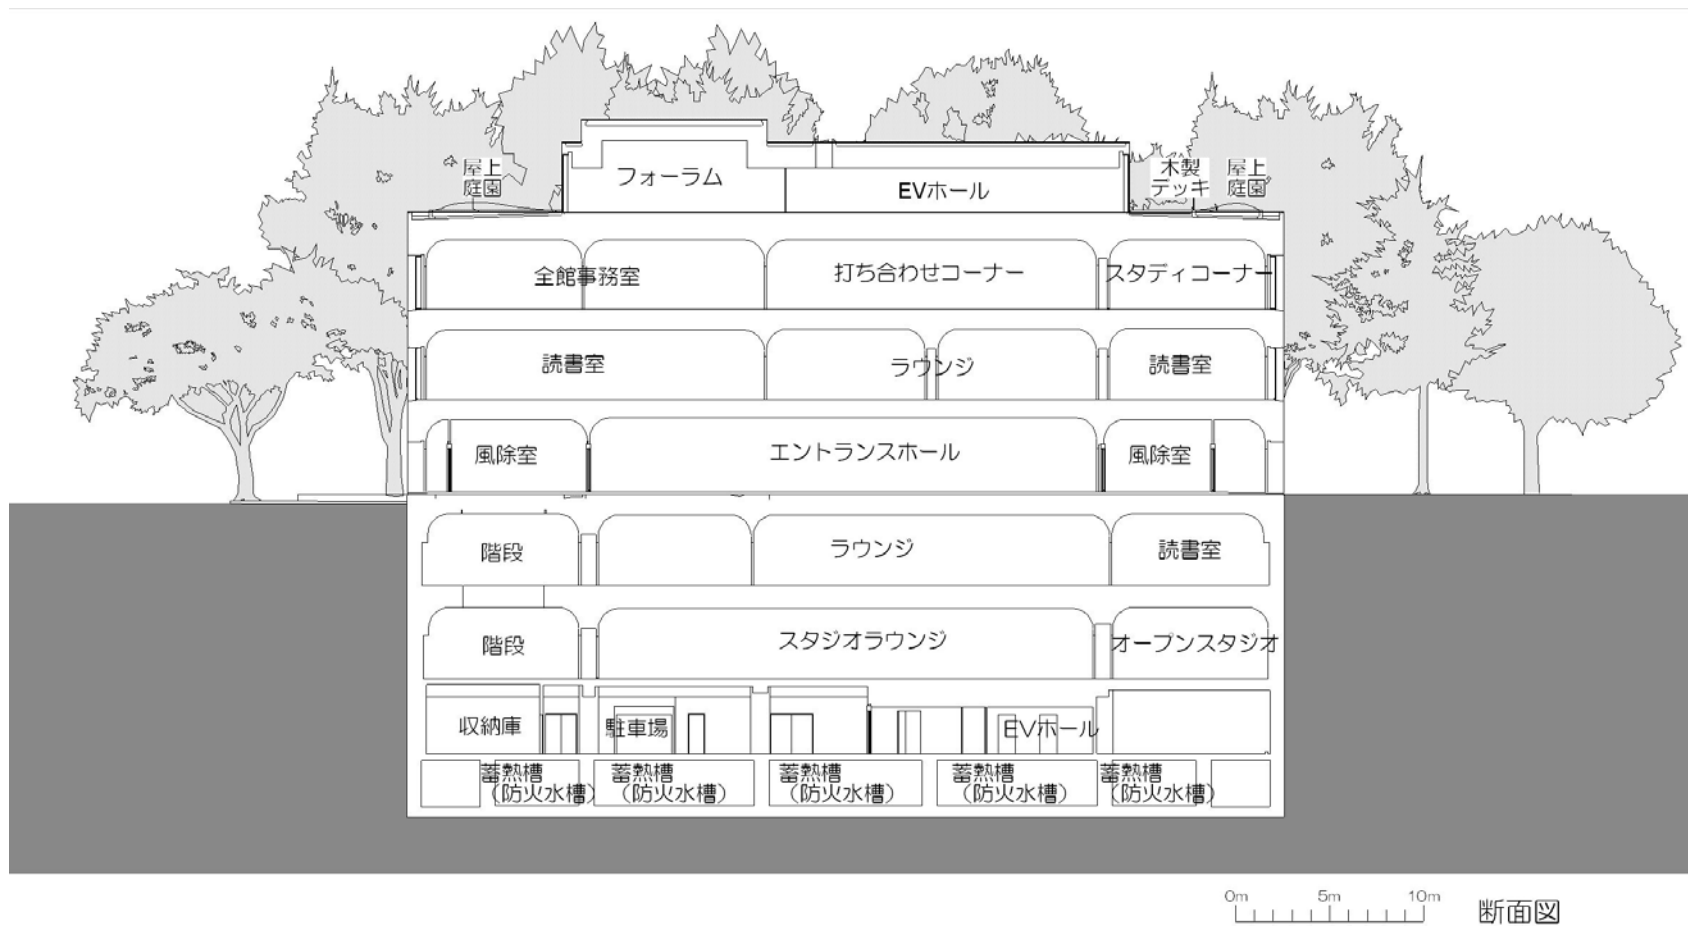 屋上
庭園
フォーラム
EVホール
木製
デッキ
屋上
庭園
全館事務室
打ち合わせコーナー
スタディコーナー
読書室
ラウンジ
読書室
風除室
エントランスホール
風除室
階段
ラウンジ
読書室
階段
スタジオラウンジ
オープンスタジオ
収納庫
駐車場
EVホール
蓄熱槽
（防火水槽）
蓄熱槽
（防火水槽）
蓄熱槽
（防火水槽）
蓄熱槽
（防火水槽）
蓄熱槽
（防火水槽）
0m 5m 10m
断面図